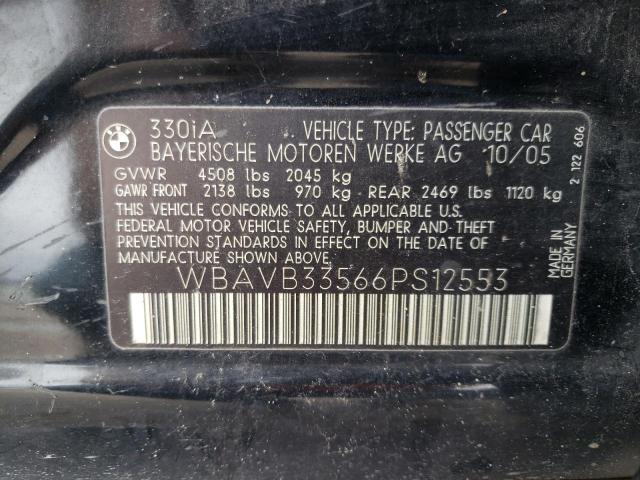 BMW
330iA VEHICLE TYPE: PASSENGER CAR
BAYERISCHE MOTOREN WERKE AG 10/05
GVWR 4508 lbs 2045 kg
GAWR FRONT 2138 lbs 970 kg REAR 2469 lbs 1120 kg
THIS VEHICLE CONFORMS TO ALL APPLICABLE U.S.
FEDERAL MOTOR VEHICLE SAFETY, BUMPER AND THEFT
PREVENTION STANDARDS IN EFFECT ON THE DATE OF
MANUFACTURE SHOWN ABOVE.
WBAVB33566PS12553
MADE IN
GERMANY
2 122 606